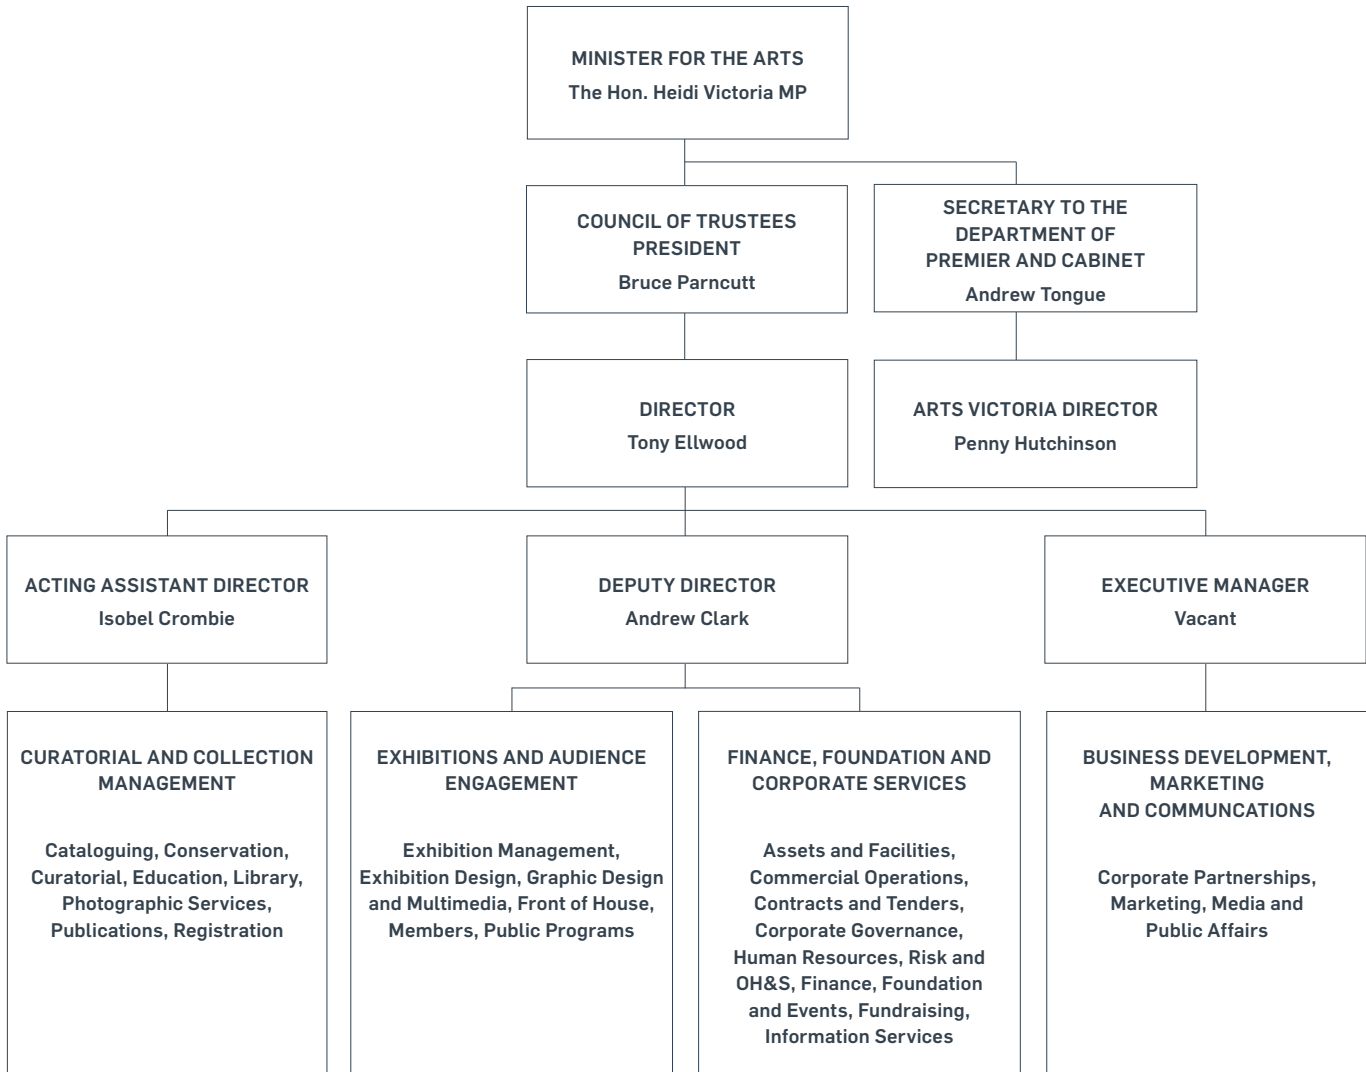 MINISTER FOR THE ARTS
The Hon. Heidi Victoria MP
COUNCIL OF TRUSTEES
PRESIDENT
Bruce Parncutt
SECRETARY TO THE
DEPARTMENT OF
PREMIER AND CABINET
Andrew Tongue
DIRECTOR
Tony Ellwood
ARTS VICTORIA DIRECTOR
Penny Hutchinson
ACTING ASSISTANT DIRECTOR
Isobel Crombie
DEPUTY DIRECTOR
Andrew Clark
EXECUTIVE MANAGER
Vacant
CURATORIAL AND COLLECTION
MANAGEMENT
Cataloguing, Conservation,
Curatorial, Education, Library,
Photographic Services,
Publications, Registration
EXHIBITIONS AND AUDIENCE
ENGAGEMENT
Exhibition Management,
Exhibition Design, Graphic Design
and Multimedia, Front of House,
Members, Public Programs
FINANCE, FOUNDATION AND
CORPORATE SERVICES
Assets and Facilities,
Commercial Operations,
Contracts and Tenders,
Corporate Governance,
Human Resources, Risk and
OH&S, Finance, Foundation
and Events, Fundraising,
Information Services
BUSINESS DEVELOPMENT,
MARKETING
AND COMMUNCATIONS
Corporate Partnerships,
Marketing, Media and
Public Affairs